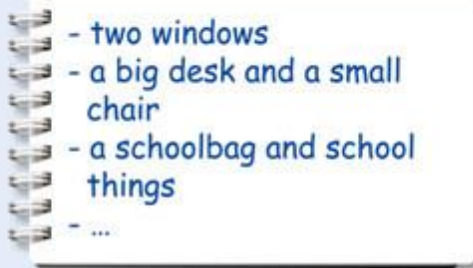 - two windows
- a big desk and a small
chair
- a schoolbag and school
things
- ...